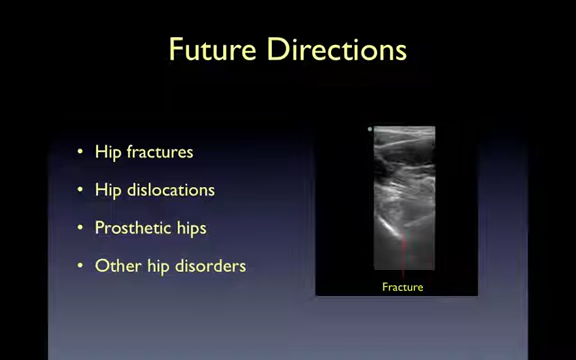 Future Directions
• Hip fractures
• Hip dislocations
• Prosthetic hips
• Other hip disorders
Fracture